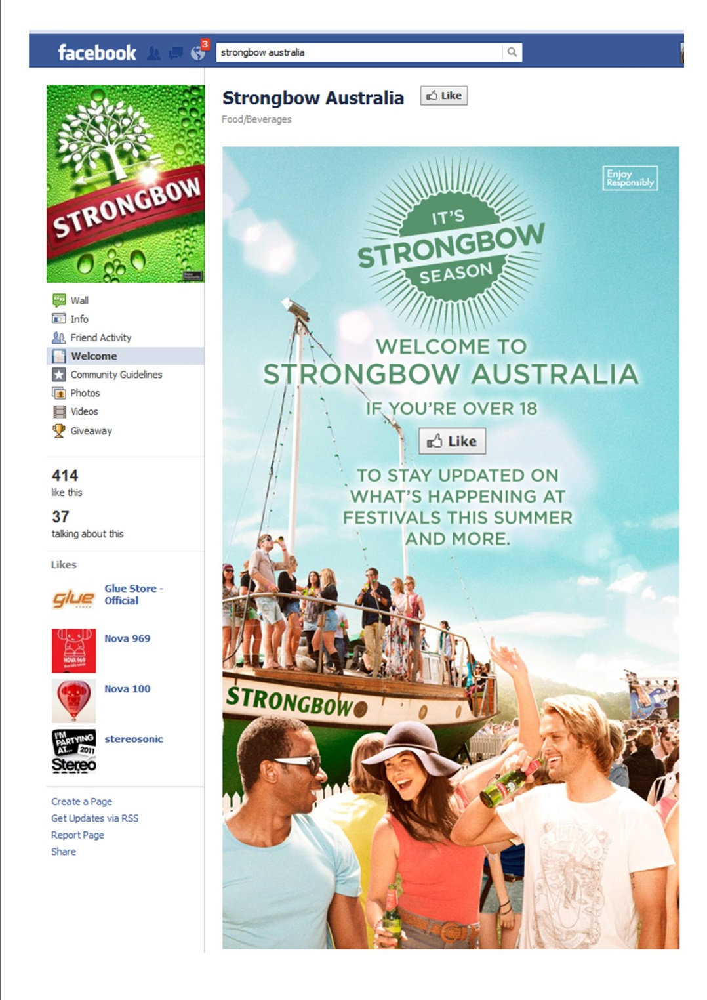 facebook
3
strongbow australia
STRONGBOW
Strongbow Australia
Like
Food/Beverages
Enjoy
Responsibly
IT'S
STRONGBOW
SEASON
WELCOME TO
STRONGBOW AUSTRALIA
IF YOU'RE OVER 18
Like
TO STAY UPDATED ON
WHAT'S HAPPENING AT
FESTIVALS THIS SUMMER
AND MORE.
STRONGBOW
Wall
Info
Friend Activity
Welcome
Community Guidelines
Photos
Videos
Giveaway
414
like this
37
talking about this
Likes
glue
Glue Store -
Official
NOVA 969
Nova 969
Nova 100
I'M
PARTYING
AT...
2011
Stereo
stereosonic
Create a Page
Get Updates via RSS
Report Page
Share